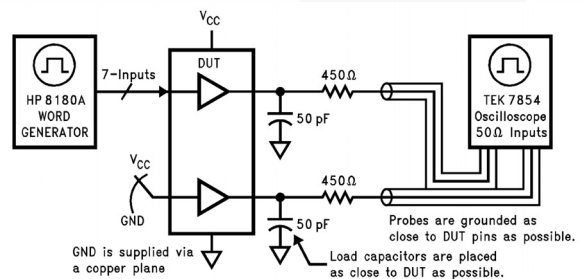 V_CC
DUT
7-Inputs
450Ω
HP 8180A
WORD
GENERATOR
50 pF
TEK 7854
Oscilloscope
50Ω Inputs
V_CC
GND
450Ω
50 pF
Probes are grounded as
close to DUT pins as possible.
GND is supplied via
a copper plane
Load capacitors are placed
as close to DUT as possible.